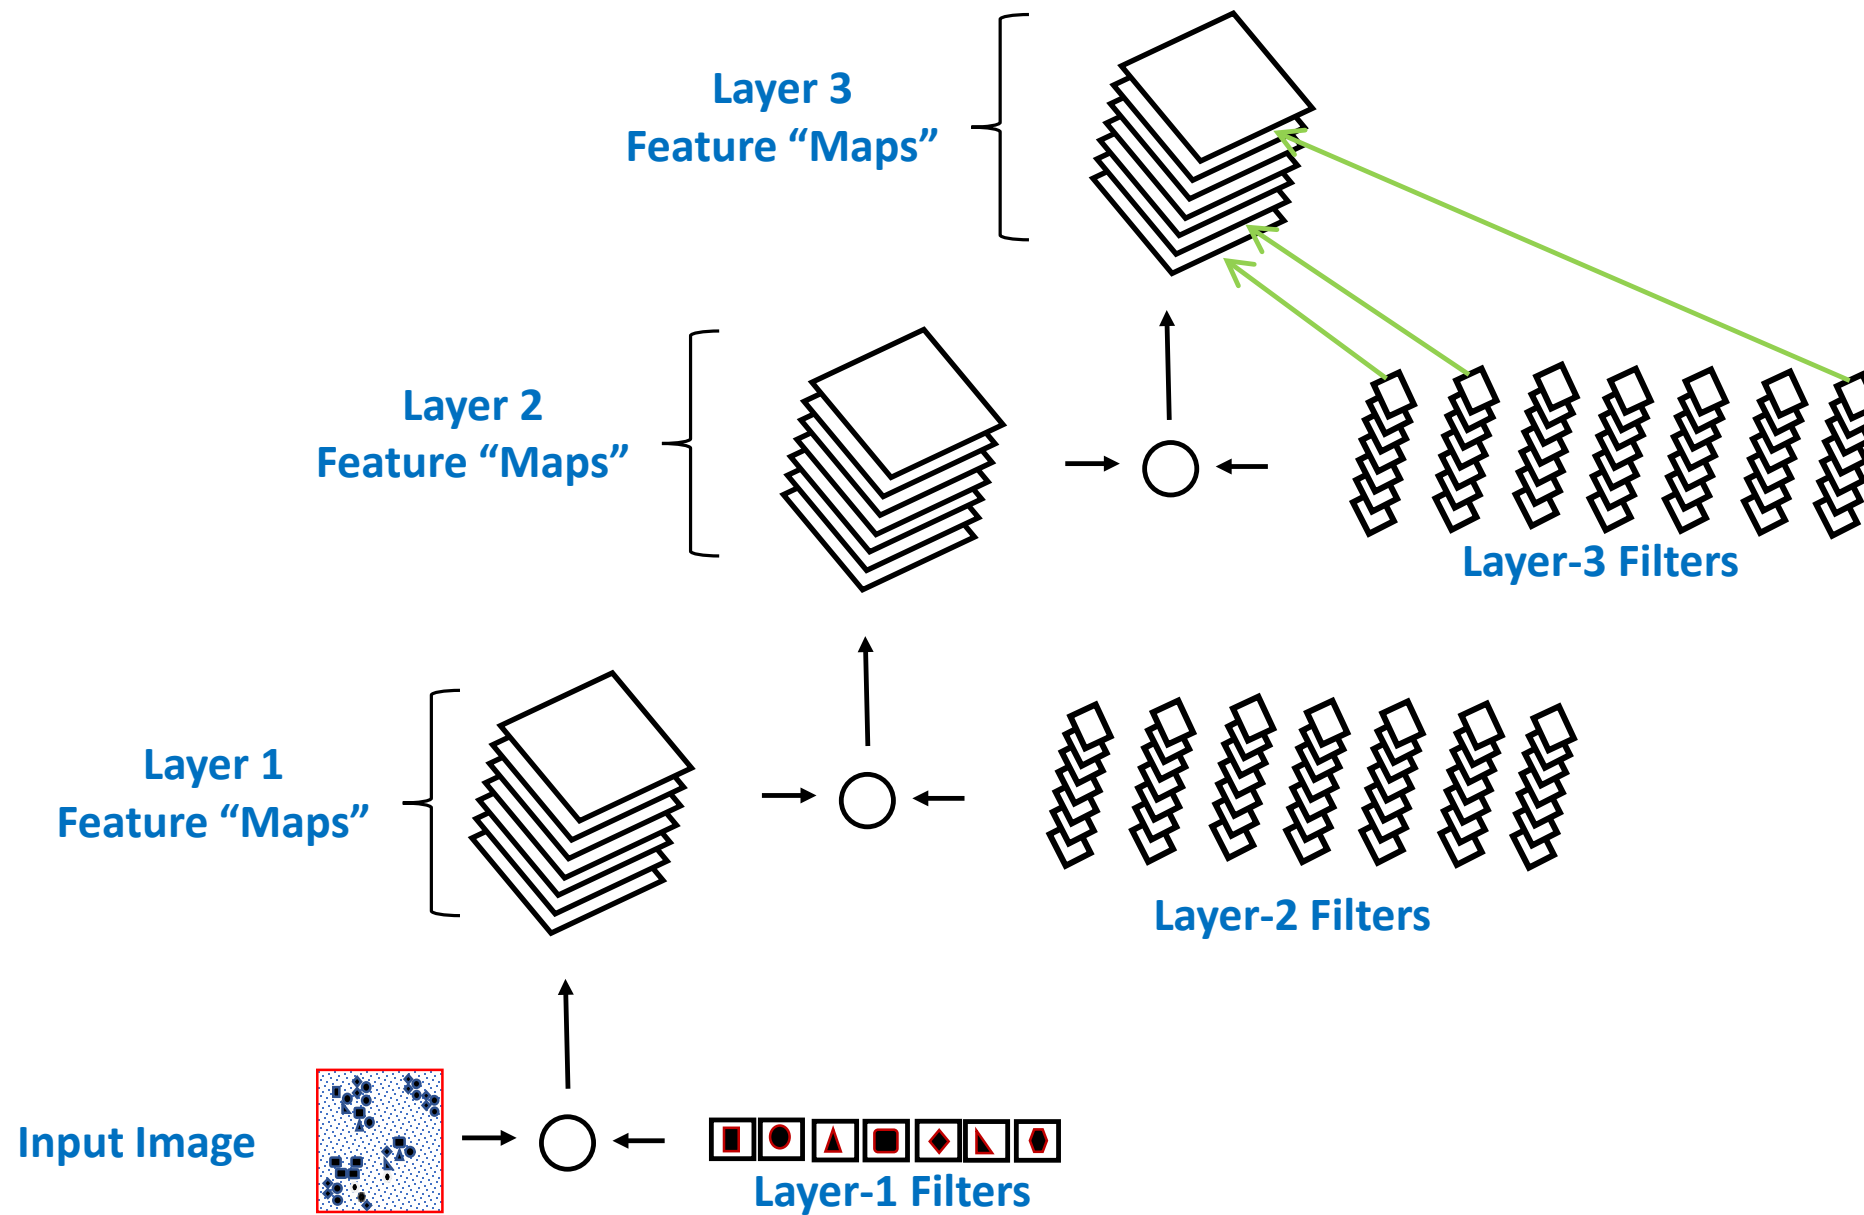 Layer 3
Feature “Maps”
Layer 2
Feature “Maps”
Layer-3 Filters
Layer 1
Feature “Maps”
Layer-2 Filters
Input Image
Layer-1 Filters